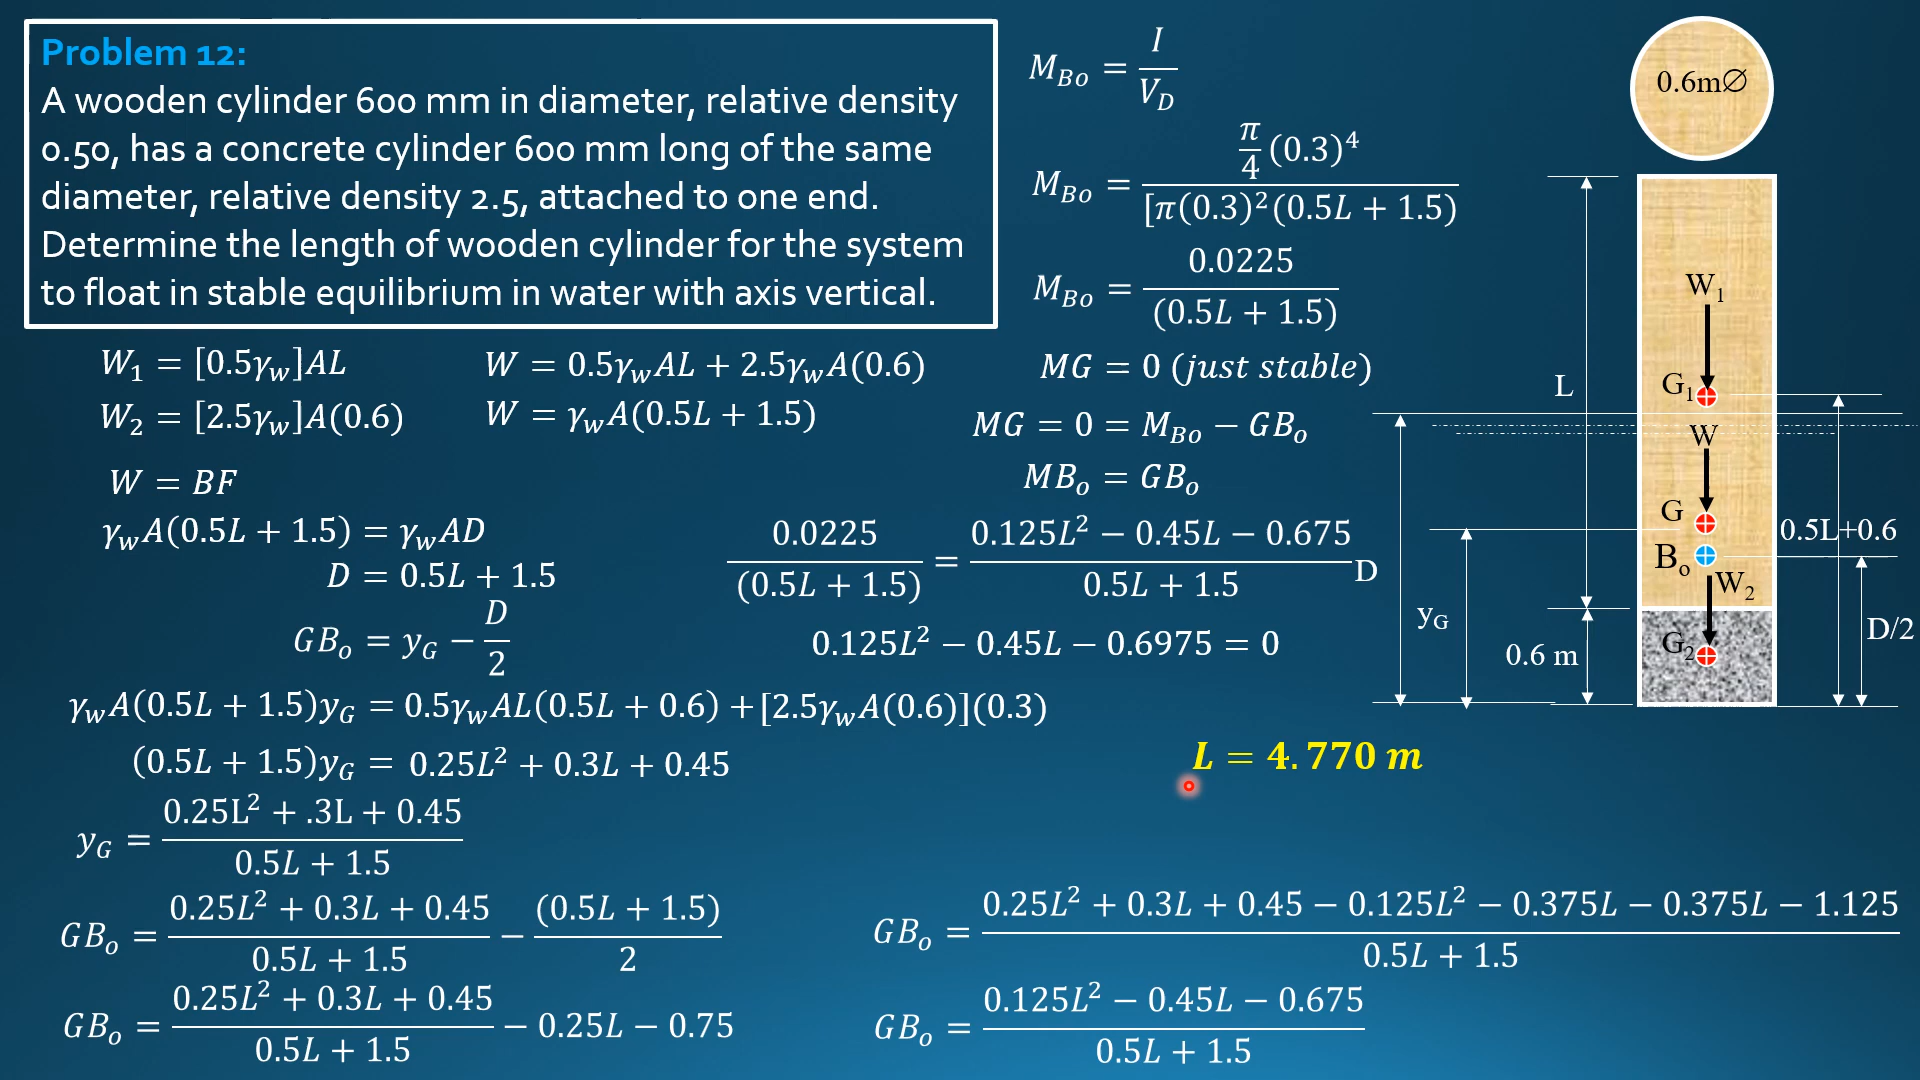 Problem 12:
A wooden cylinder 600 mm in diameter, relative density
0.50, has a concrete cylinder 600 mm long of the same
diameter, relative density 2.5, attached to one end.
Determine the length of wooden cylinder for the system
to float in stable equilibrium in water with axis vertical.
W₁ = [0.5γ_w]AL
W₂ = [2.5γ_w]A(0.6)
W = 0.5γ_wAL + 2.5γ_wA(0.6)
W = γ_wA(0.5L + 1.5)
W = BF
γ_wA(0.5L + 1.5) = γ_wAD
D = 0.5L + 1.5
GB_o = y_G − D/2
γ_wA(0.5L + 1.5)y_G = 0.5γ_wAL(0.5L + 0.6) + [2.5γ_wA(0.6)](0.3)
(0.5L + 1.5)y_G = 0.25L² + 0.3L + 0.45
y_G = (0.25L² + .3L + 0.45)/(0.5L + 1.5)
GB_o = (0.25L² + 0.3L + 0.45)/(0.5L + 1.5) − (0.5L + 1.5)/2
GB_o = (0.25L² + 0.3L + 0.45)/(0.5L + 1.5) − 0.25L − 0.75
GB_o = (0.25L² + 0.3L + 0.45 − 0.125L² − 0.375L − 0.375L − 1.125)/(0.5L + 1.5)
GB_o = (0.125L² − 0.45L − 0.675)/(0.5L + 1.5)
M_Bo = I/V_D
M_Bo = π/4 (0.3)⁴/[π(0.3)²(0.5L + 1.5)
M_Bo = 0.0225/(0.5L + 1.5)
MG = 0 (just stable)
MG = 0 = M_Bo − GB_o
MB_o = GB_o
0.0225/(0.5L + 1.5) = (0.125L² − 0.45L − 0.675)/(0.5L + 1.5)
0.125L² − 0.45L − 0.6975 = 0
L = 4.770 m
0.6m∅
W₁
L
G₁
W
G
0.5L+0.6
B_o
D
W₂
y_G
D/2
G₂
0.6 m